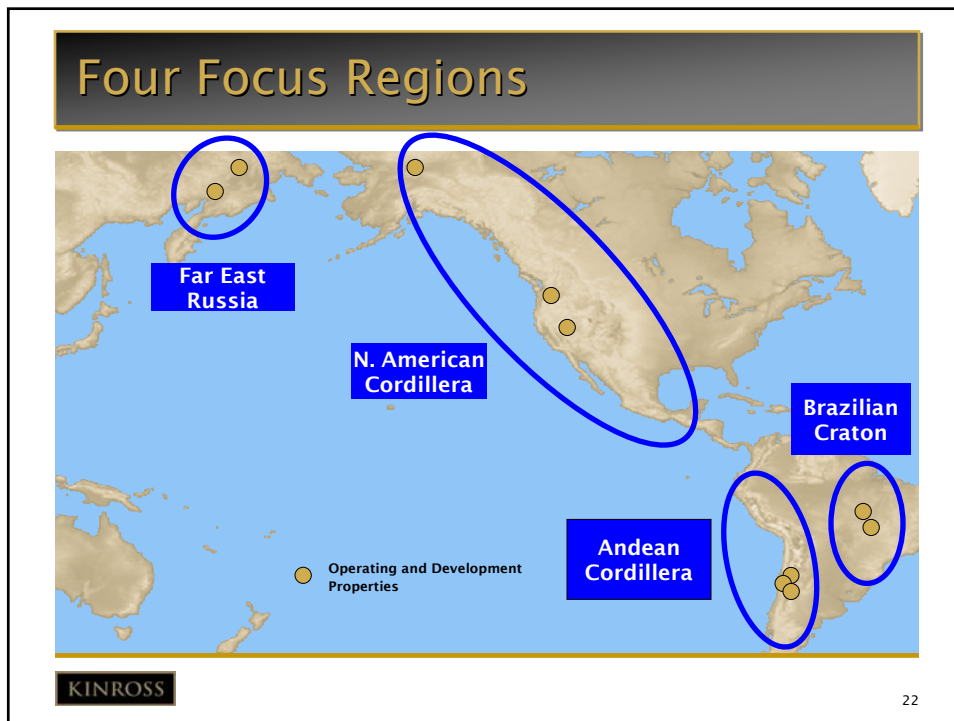 Four Focus Regions
Far East
Russia
N. American
Cordillera
Brazilian
Craton
Andean
Cordillera
Operating and Development
Properties
KINROSS
22